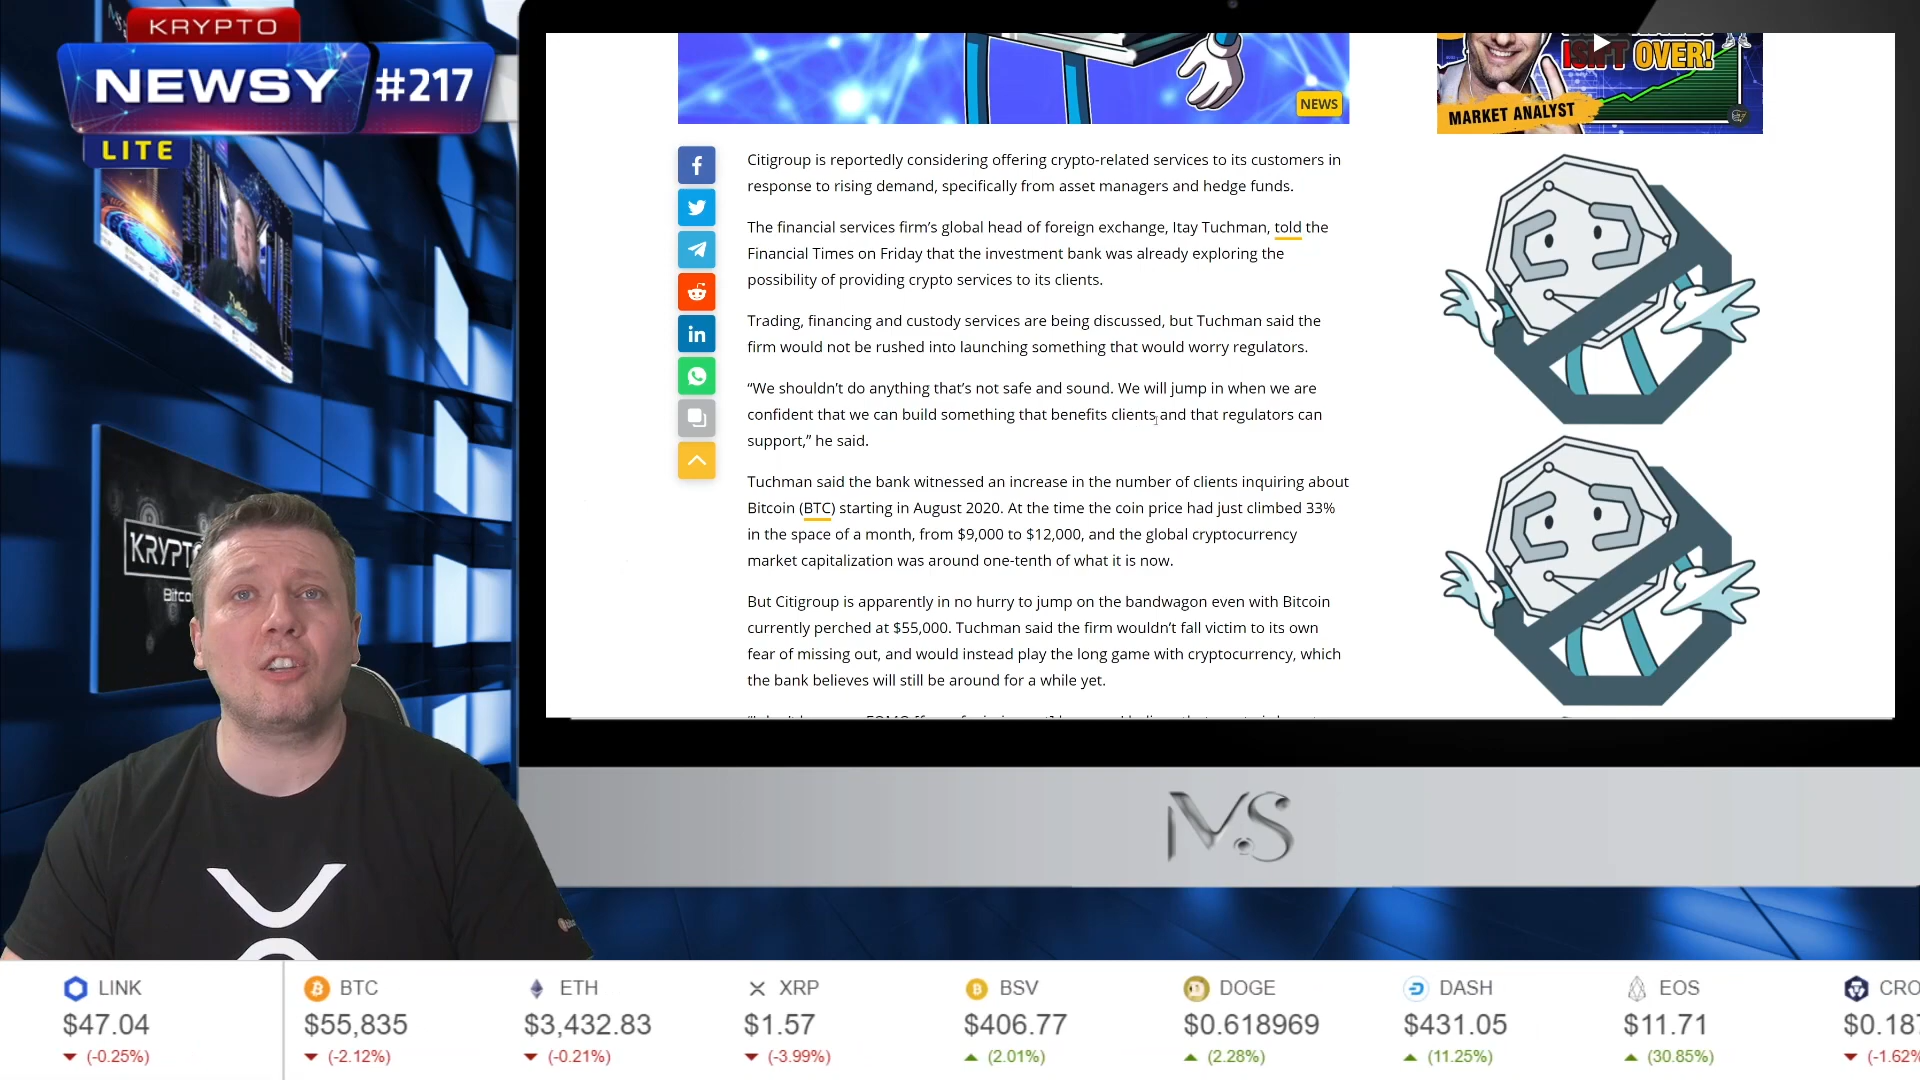 KRYPTO
NEWSY #217
LITE
NEWS
ISN'T OVER!
MARKET ANALYST
Citigroup is reportedly considering offering crypto-related services to its customers in
response to rising demand, specifically from asset managers and hedge funds.
The financial services firm’s global head of foreign exchange, Itay Tuchman, told the
Financial Times on Friday that the investment bank was already exploring the
possibility of providing crypto services to its clients.
Trading, financing and custody services are being discussed, but Tuchman said the
firm would not be rushed into launching something that would worry regulators.
“We shouldn’t do anything that’s not safe and sound. We will jump in when we are
confident that we can build something that benefits clients and that regulators can
support,” he said.
Tuchman said the bank witnessed an increase in the number of clients inquiring about
Bitcoin (BTC) starting in August 2020. At the time the coin price had just climbed 33%
in the space of a month, from $9,000 to $12,000, and the global cryptocurrency
market capitalization was around one-tenth of what it is now.
But Citigroup is apparently in no hurry to jump on the bandwagon even with Bitcoin
currently perched at $55,000. Tuchman said the firm wouldn’t fall victim to its own
fear of missing out, and would instead play the long game with cryptocurrency, which
the bank believes will still be around for a while yet.
KRYPT
Bitco
MS
LINK BTC ETH XRP BSV DOGE DASH EOS CRO
$47.04 $55,835 $3,432.83 $1.57 $406.77 $0.618969 $431.05 $11.71 $0.187
(-0.25%) (-2.12%) (-0.21%) (-3.99%) (2.01%) (2.28%) (11.25%) (30.85%) (-1.62%